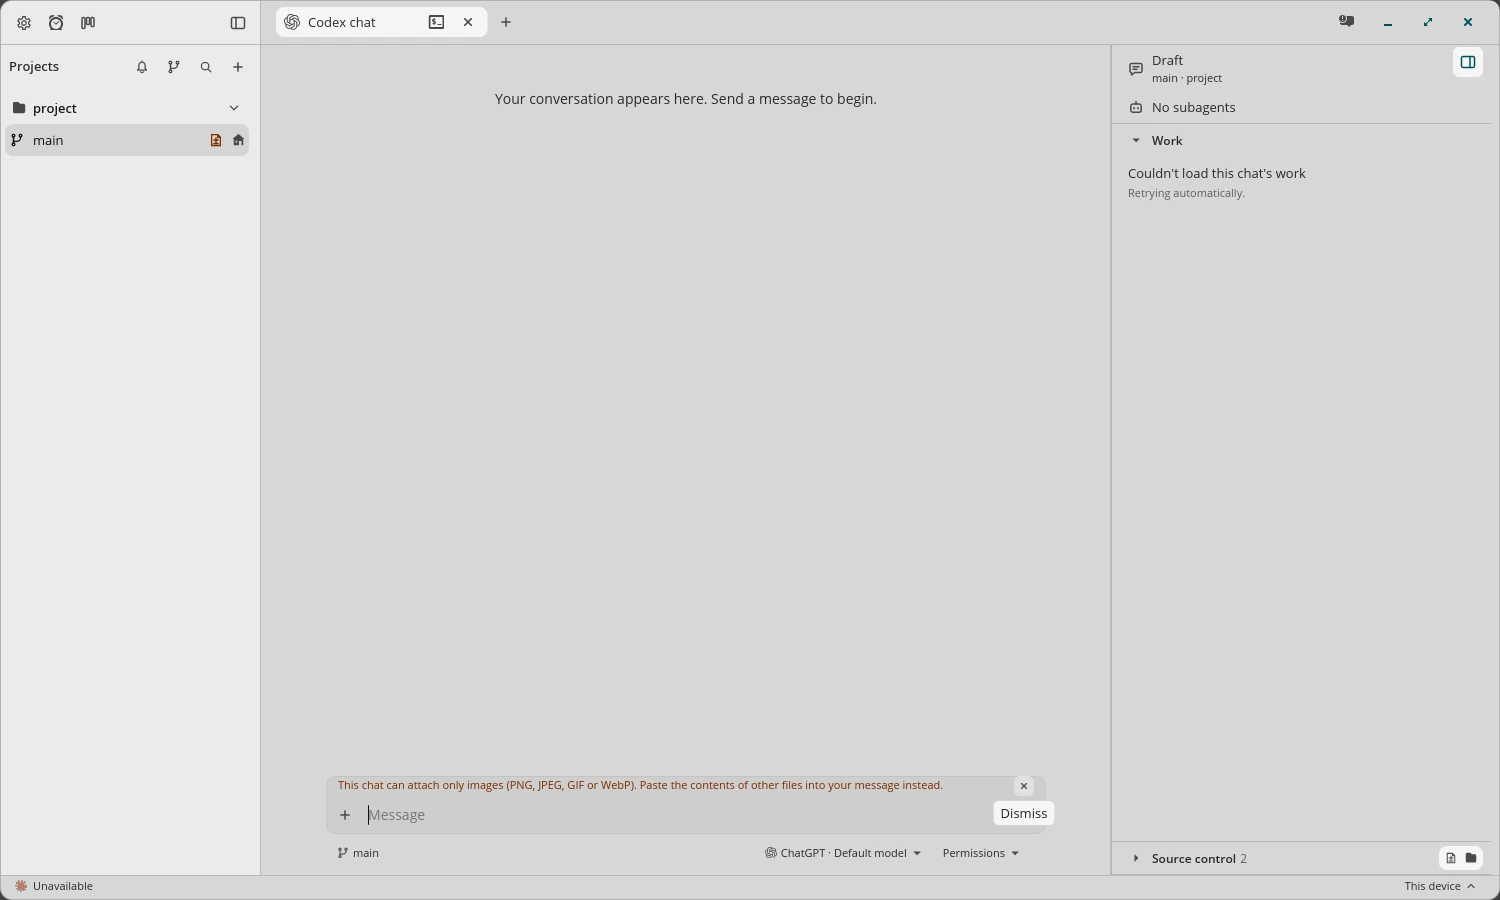 Codex chat
Projects
project
main
Your conversation appears here. Send a message to begin.
Draft
main · project
No subagents
Work
Couldn't load this chat's work
Retrying automatically.
This chat can attach only images (PNG, JPEG, GIF or WebP). Paste the contents of other files into your message instead.
Message
Dismiss
main
ChatGPT · Default model
Permissions
Source control 2
Unavailable
This device